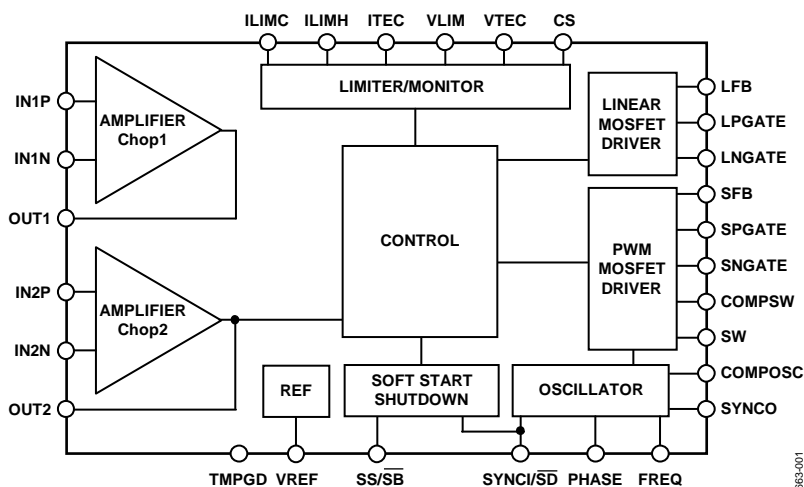 ILIMC ILIMH ITEC VLIM VTEC CS
LIMITER/MONITOR
IN1P
AMPLIFIER
Chop1
IN1N
OUT1
LINEAR
MOSFET
DRIVER
LFB
LPGATE
LNGATE
CONTROL
PWM
MOSFET
DRIVER
SFB
SPGATE
SNGATE
COMPSW
SW
IN2P
AMPLIFIER
Chop2
IN2N
OUT2
REF
SOFT START
SHUTDOWN
OSCILLATOR
COMPOSC
SYNCO
TMPGD VREF SS/SB SYNCI/SD PHASE FREQ
663-001